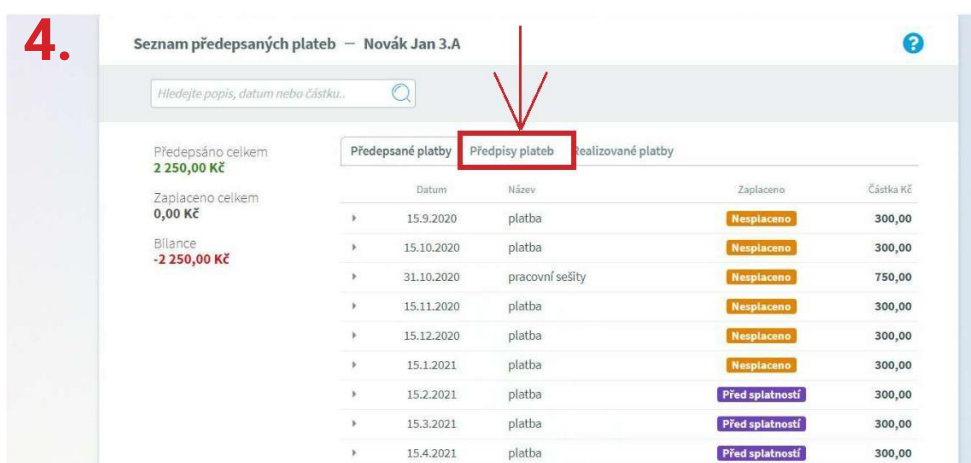 4.
Seznam předepsaných plateb — Novák Jan 3.A
?
Hledejte popis, datum nebo částku..
Předepsáno celkem
2 250,00 Kč
Zaplaceno celkem
0,00 Kč
Bilance
-2 250,00 Kč
Předepsané platby Předpisy plateb Realizované platby
Datum Název Zaplaceno Částka Kč
15.9.2020 platba Nesplaceno 300,00
15.10.2020 platba Nesplaceno 300,00
31.10.2020 pracovní sešity Nesplaceno 750,00
15.11.2020 platba Nesplaceno 300,00
15.12.2020 platba Nesplaceno 300,00
15.1.2021 platba Nesplaceno 300,00
15.2.2021 platba Před splatností 300,00
15.3.2021 platba Před splatností 300,00
15.4.2021 platba Před splatností 300,00